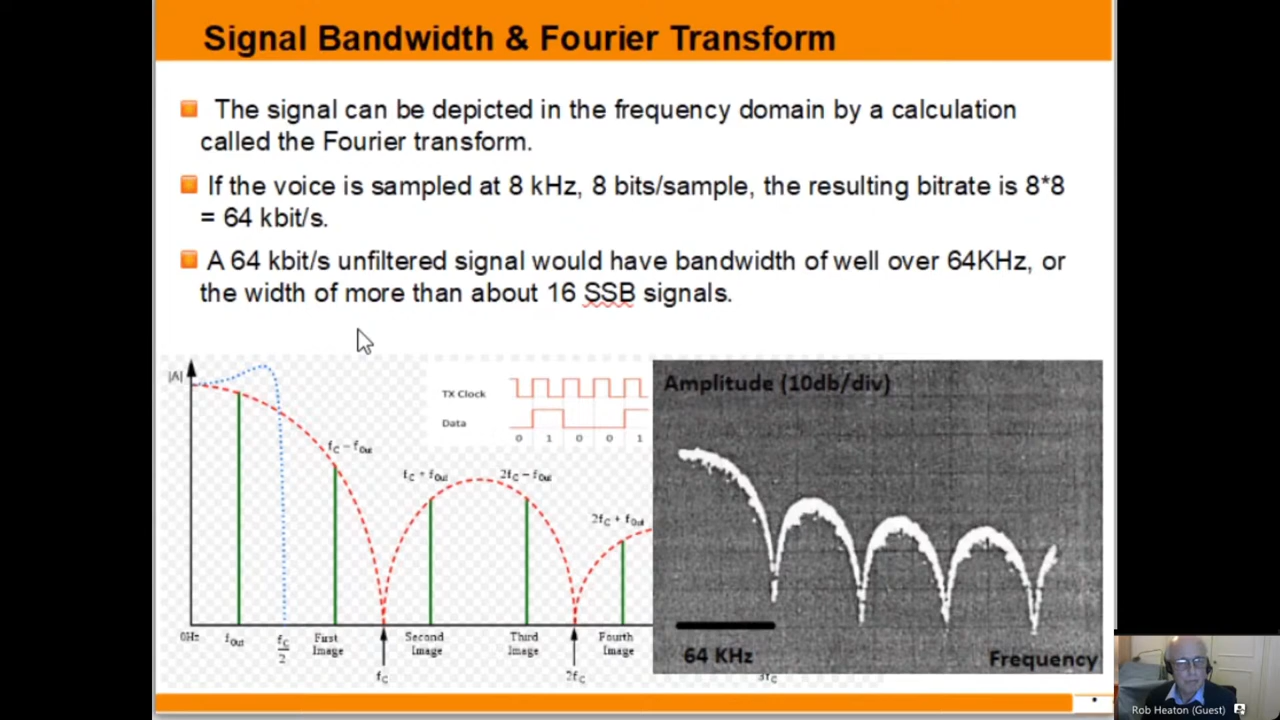 Signal Bandwidth & Fourier Transform
The signal can be depicted in the frequency domain by a calculation
called the Fourier transform.
If the voice is sampled at 8 kHz, 8 bits/sample, the resulting bitrate is 8*8
= 64 kbit/s.
A 64 kbit/s unfiltered signal would have bandwidth of well over 64KHz, or
the width of more than about 16 SSB signals.
|A|
TX Clock
Data
0 1 0 0 1
fC − fOut
fC + fOut
2fC − fOut
2fC + fOut
0Hz
fOut
fC
2
First
Image
Second
Image
Third
Image
Fourth
Image
fC
2fC
3fC
Amplitude (10db/div)
64 KHz
Frequency
Rob Heaton (Guest)